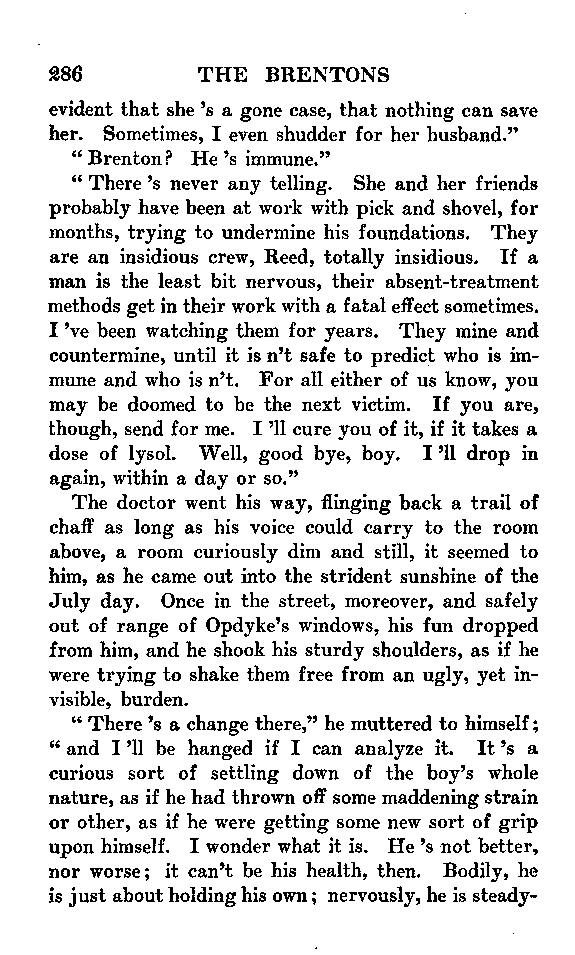 286 THE BRENTONS
evident that she 's a gone case, that nothing can save
her. Sometimes, I even shudder for her husband."
" Brenton? He 's immune."
" There 's never any telling. She and her friends
probably have been at work with pick and shovel, for
months, trying to undermine his foundations. They
are an insidious crew, Reed, totally insidious. If a
man is the least bit nervous, their absent-treatment
methods get in their work with a fatal effect sometimes.
I 've been watching them for years. They mine and
countermine, until it is n't safe to predict who is im-
mune and who is n't. For all either of us know, you
may be doomed to be the next victim. If you are,
though, send for me. I 'll cure you of it, if it takes a
dose of lysol. Well, good bye, boy. I 'll drop in
again, within a day or so."
The doctor went his way, flinging back a trail of
chaff as long as his voice could carry to the room
above, a room curiously dim and still, it seemed to
him, as he came out into the strident sunshine of the
July day. Once in the street, moreover, and safely
out of range of Opdyke's windows, his fun dropped
from him, and he shook his sturdy shoulders, as if he
were trying to shake them free from an ugly, yet in-
visible, burden.
" There 's a change there," he muttered to himself;
" and I 'll be hanged if I can analyze it. It 's a
curious sort of settling down of the boy's whole
nature, as if he had thrown off some maddening strain
or other, as if he were getting some new sort of grip
upon himself. I wonder what it is. He 's not better,
nor worse; it can't be his health, then. Bodily, he
is just about holding his own; nervously, he is steady-